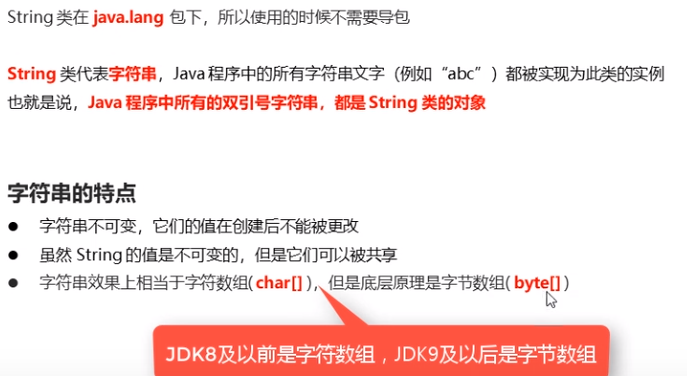 String 类在 java.lang 包下，所以使用的时候不需要导包
String 类代表字符串，Java 程序中的所有字符串文字（例如“abc”）都被实现为此类的实例
也就是说，Java 程序中所有的双引号字符串，都是 String 类的对象
字符串的特点
● 字符串不可变，它们的值在创建后不能被更改
● 虽然 String 的值是不可变的，但是它们可以被共享
● 字符串效果上相当于字符数组( char[] )，但是底层原理是字节数组( byte[] )
JDK8及以前是字符数组，JDK9及以后是字节数组